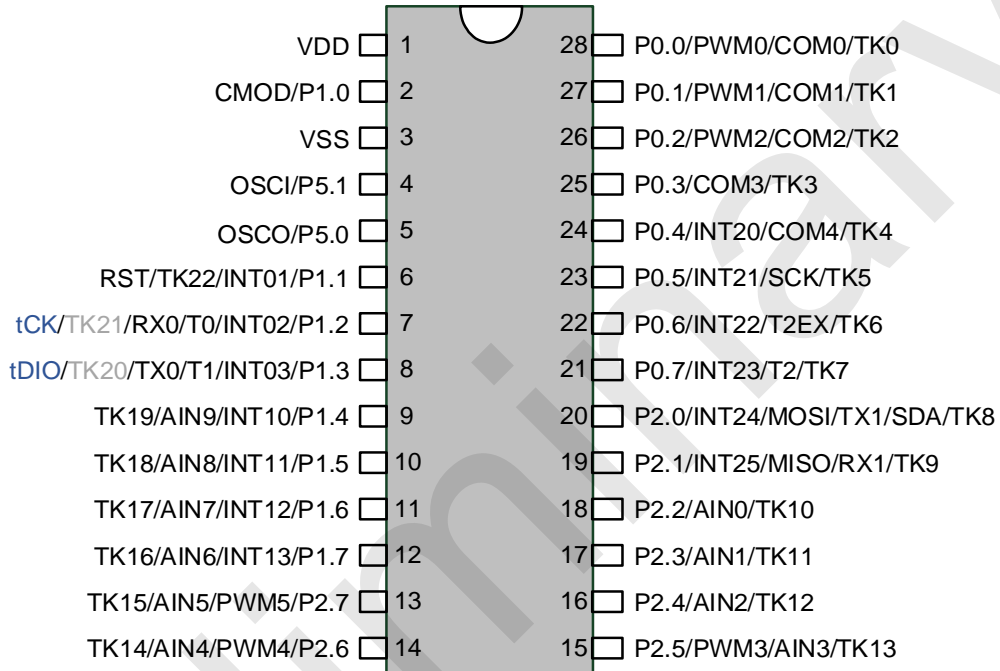 VDD 1 28 P0.0/PWM0/COM0/TK0
CMOD/P1.0 2 27 P0.1/PWM1/COM1/TK1
VSS 3 26 P0.2/PWM2/COM2/TK2
OSCI/P5.1 4 25 P0.3/COM3/TK3
OSCO/P5.0 5 24 P0.4/INT20/COM4/TK4
RST/TK22/INT01/P1.1 6 23 P0.5/INT21/SCK/TK5
tCK/TK21/RX0/T0/INT02/P1.2 7 22 P0.6/INT22/T2EX/TK6
tDIO/TK20/TX0/T1/INT03/P1.3 8 21 P0.7/INT23/T2/TK7
TK19/AIN9/INT10/P1.4 9 20 P2.0/INT24/MOSI/TX1/SDA/TK8
TK18/AIN8/INT11/P1.5 10 19 P2.1/INT25/MISO/RX1/TK9
TK17/AIN7/INT12/P1.6 11 18 P2.2/AIN0/TK10
TK16/AIN6/INT13/P1.7 12 17 P2.3/AIN1/TK11
TK15/AIN5/PWM5/P2.7 13 16 P2.4/AIN2/TK12
TK14/AIN4/PWM4/P2.6 14 15 P2.5/PWM3/AIN3/TK13